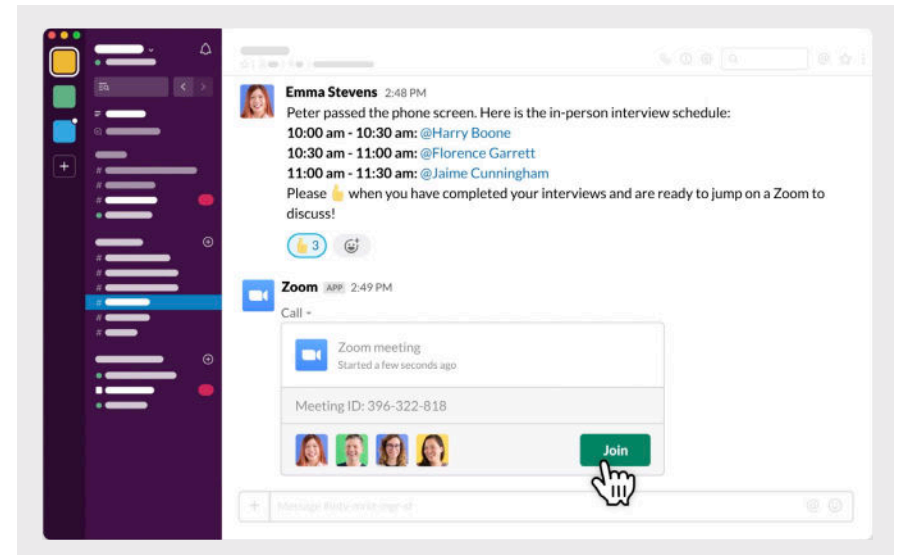 Emma Stevens 2:48 PM
Peter passed the phone screen. Here is the in-person interview schedule:
10:00 am - 10:30 am: @Harry Boone
10:30 am - 11:00 am: @Florence Garrett
11:00 am - 11:30 am: @Jaime Cunningham
Please 👍 when you have completed your interviews and are ready to jump on a Zoom to
discuss!
👍 3
Zoom APP 2:49 PM
Call
Zoom meeting
Started a few seconds ago
Meeting ID: 396-322-818
Join